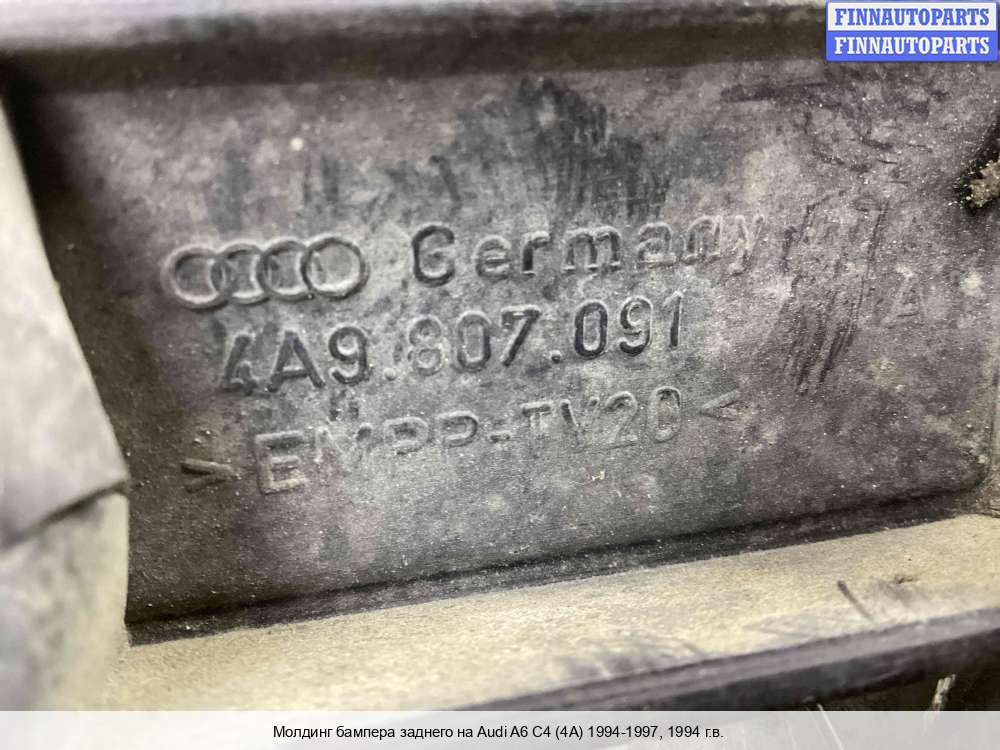 FINNAUTOPARTS
FINNAUTOPARTS
Germany
4A9.807.091 A
>EMPP-TV20<
Молдинг бампера заднего на Audi A6 C4 (4A) 1994-1997, 1994 г.в.